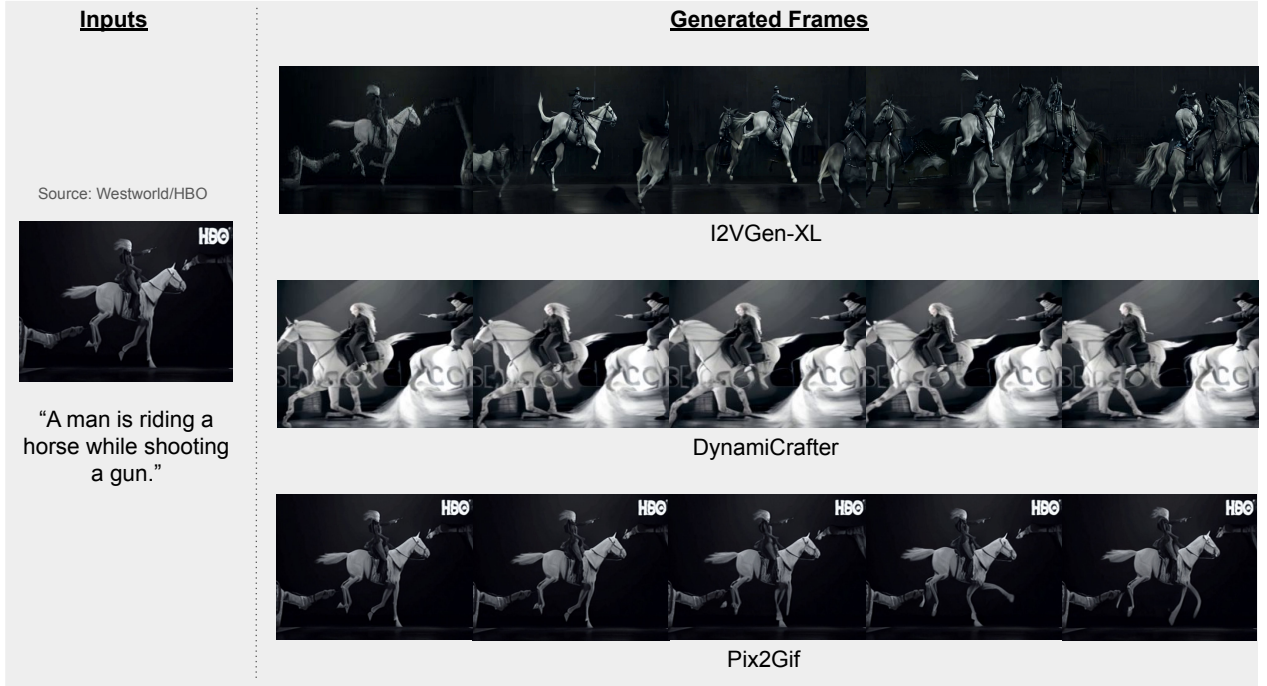 Inputs
Generated Frames
Source: Westworld/HBO
HBO
“A man is riding a
horse while shooting
a gun.”
I2VGen-XL
DynamiCrafter
HBO HBO HBO HBO HBO
Pix2Gif